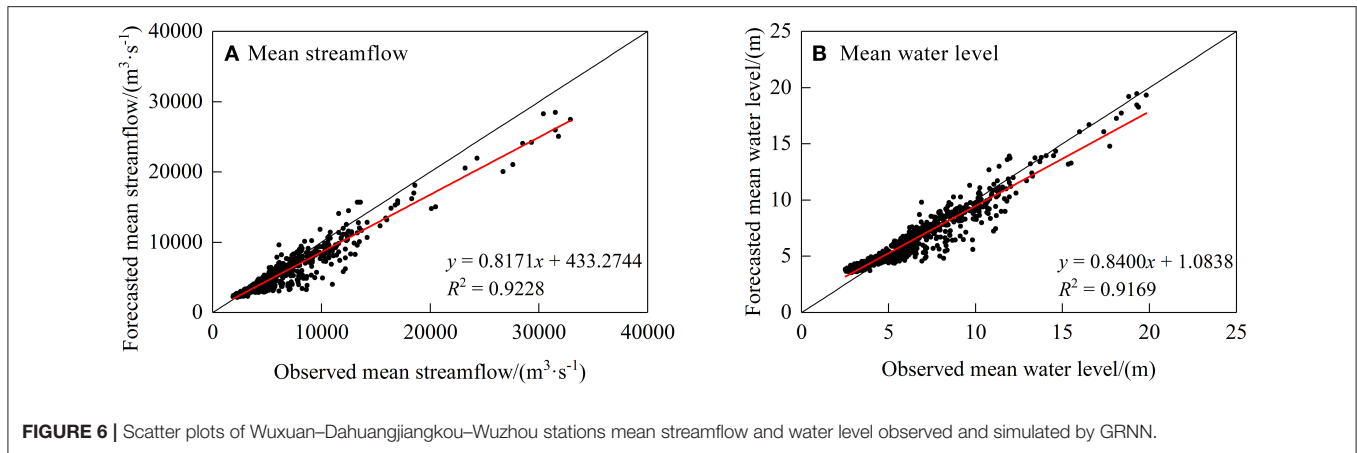 A Mean streamflow
Forecasted mean streamflow/(m³·s⁻¹)
40000
30000
20000
10000
0
y = 0.8171x + 433.2744
R² = 0.9228
0 10000 20000 30000 40000
Observed mean streamflow/(m³·s⁻¹)
B Mean water level
Forecasted mean water level/(m)
25
20
15
10
5
0
y = 0.8400x + 1.0838
R² = 0.9169
0 5 10 15 20 25
Observed mean water level/(m)
FIGURE 6 | Scatter plots of Wuxuan–Dahuangjiangkou–Wuzhou stations mean streamflow and water level observed and simulated by GRNN.